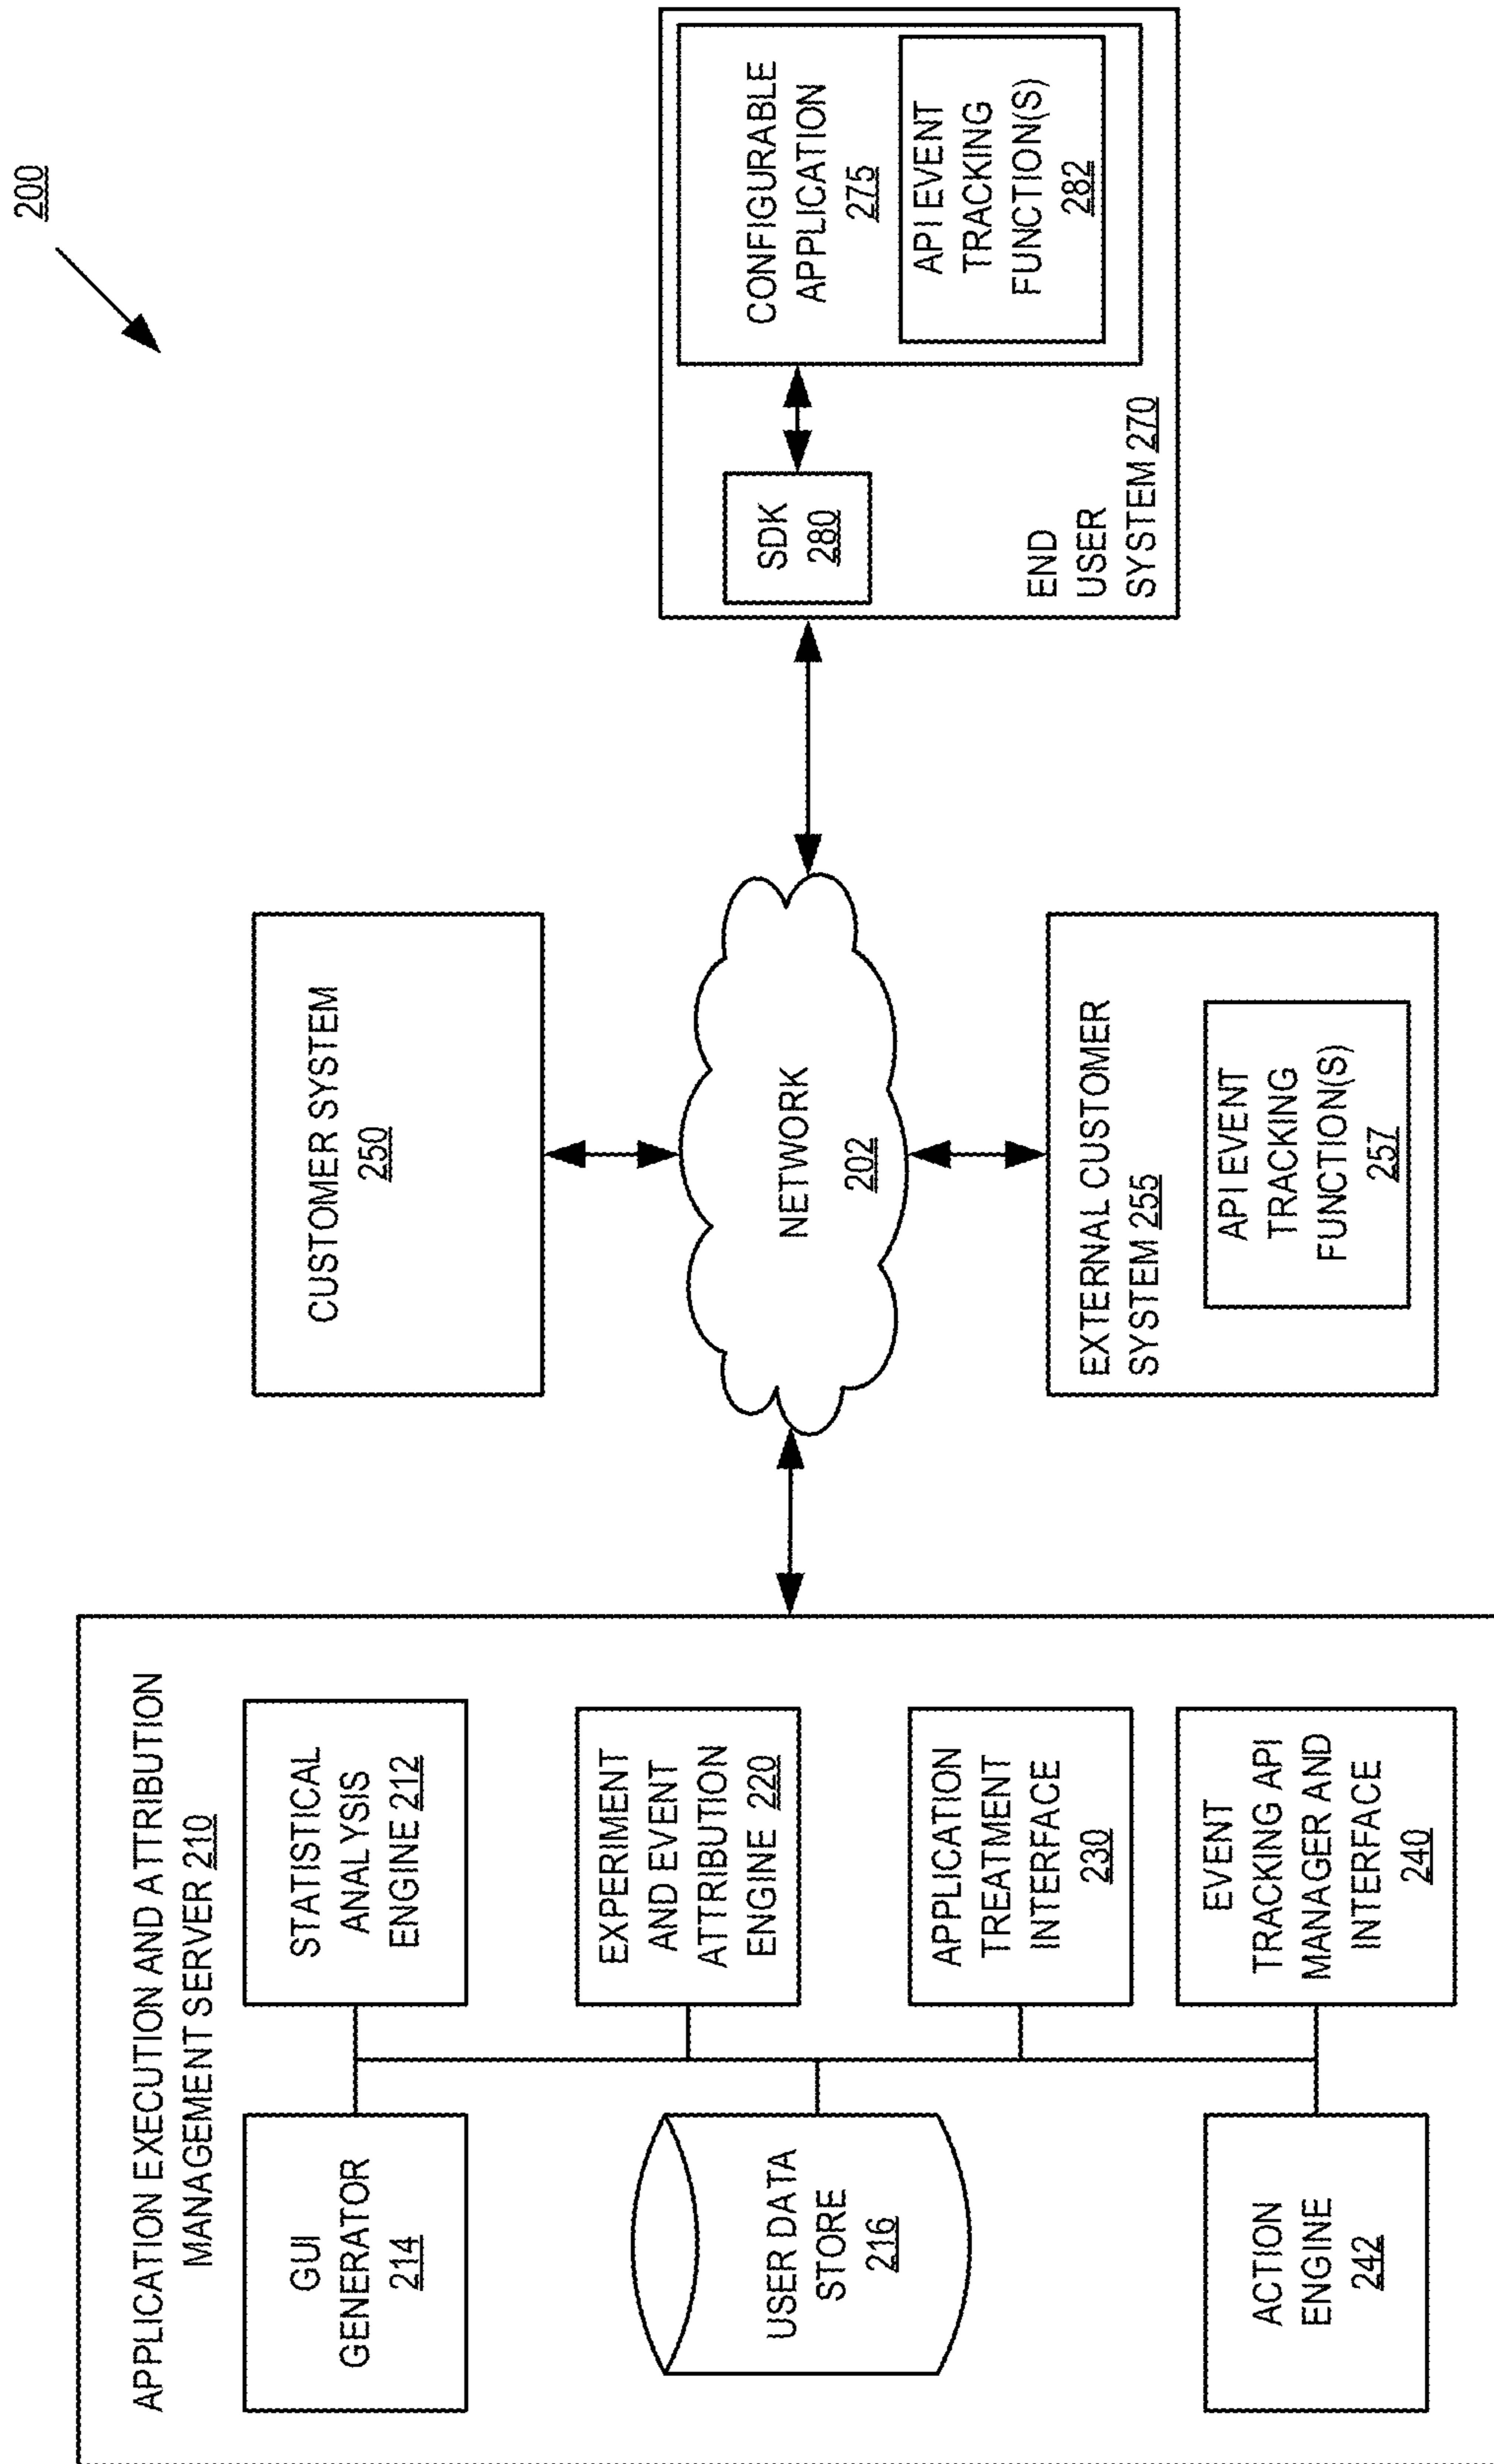 200
APPLICATION EXECUTION AND ATTRIBUTION
MANAGEMENT SERVER 210
GUI
GENERATOR
214
STATISTICAL
ANALYSIS
ENGINE 212
USER DATA
STORE
216
EXPERIMENT
AND EVENT
ATTRIBUTION
ENGINE 220
APPLICATION
TREATMENT
INTERFACE
230
ACTION
ENGINE
242
EVENT
TRACKING API
MANAGER AND
INTERFACE
240
CUSTOMER SYSTEM
250
NETWORK
202
EXTERNAL CUSTOMER
SYSTEM 255
API EVENT
TRACKING
FUNCTION(S)
257
SDK
280
CONFIGURABLE
APPLICATION
275
API EVENT
TRACKING
FUNCTION(S)
282
END
USER
SYSTEM 270